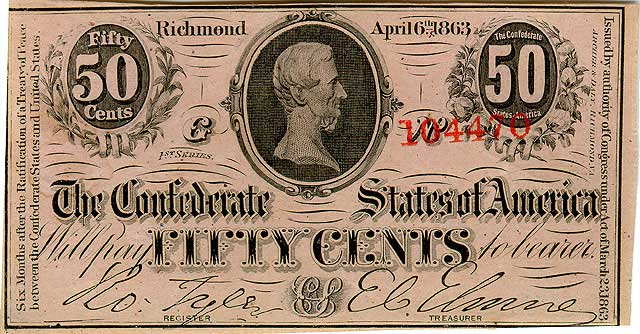 Richmond April 6th 1863
Fifty
50
Cents
The Confederate
50
States of America
G
1ST SERIES.
No 104470
The Confederate States of America
Will pay FIFTY CENTS to bearer
CS
Ro. Tyler E C Elmore
REGISTER TREASURER
Six Months after the Ratification of a Treaty of Peace
between the Confederate States and United States.
Issued by authority of Congress under Act of March 23 1863